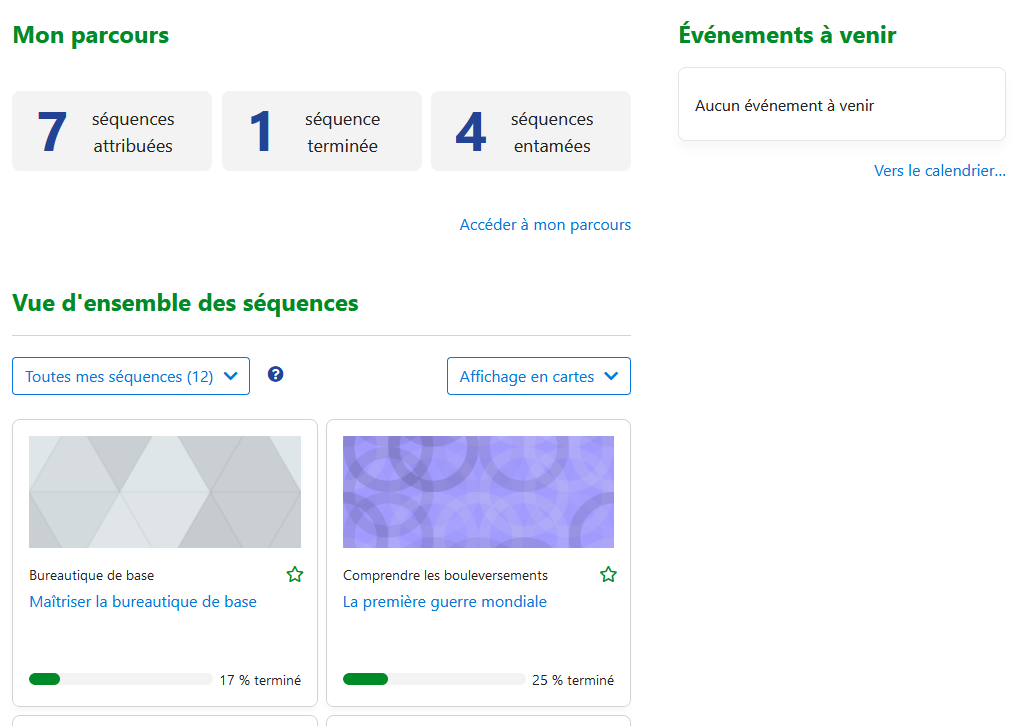 Mon parcours
7 séquences attribuées
1 séquence terminée
4 séquences entamées
Accéder à mon parcours
Événements à venir
Aucun événement à venir
Vers le calendrier...
Vue d'ensemble des séquences
Toutes mes séquences (12)
?
Affichage en cartes
Bureautique de base
Maîtriser la bureautique de base
17 % terminé
Comprendre les bouleversements
La première guerre mondiale
25 % terminé